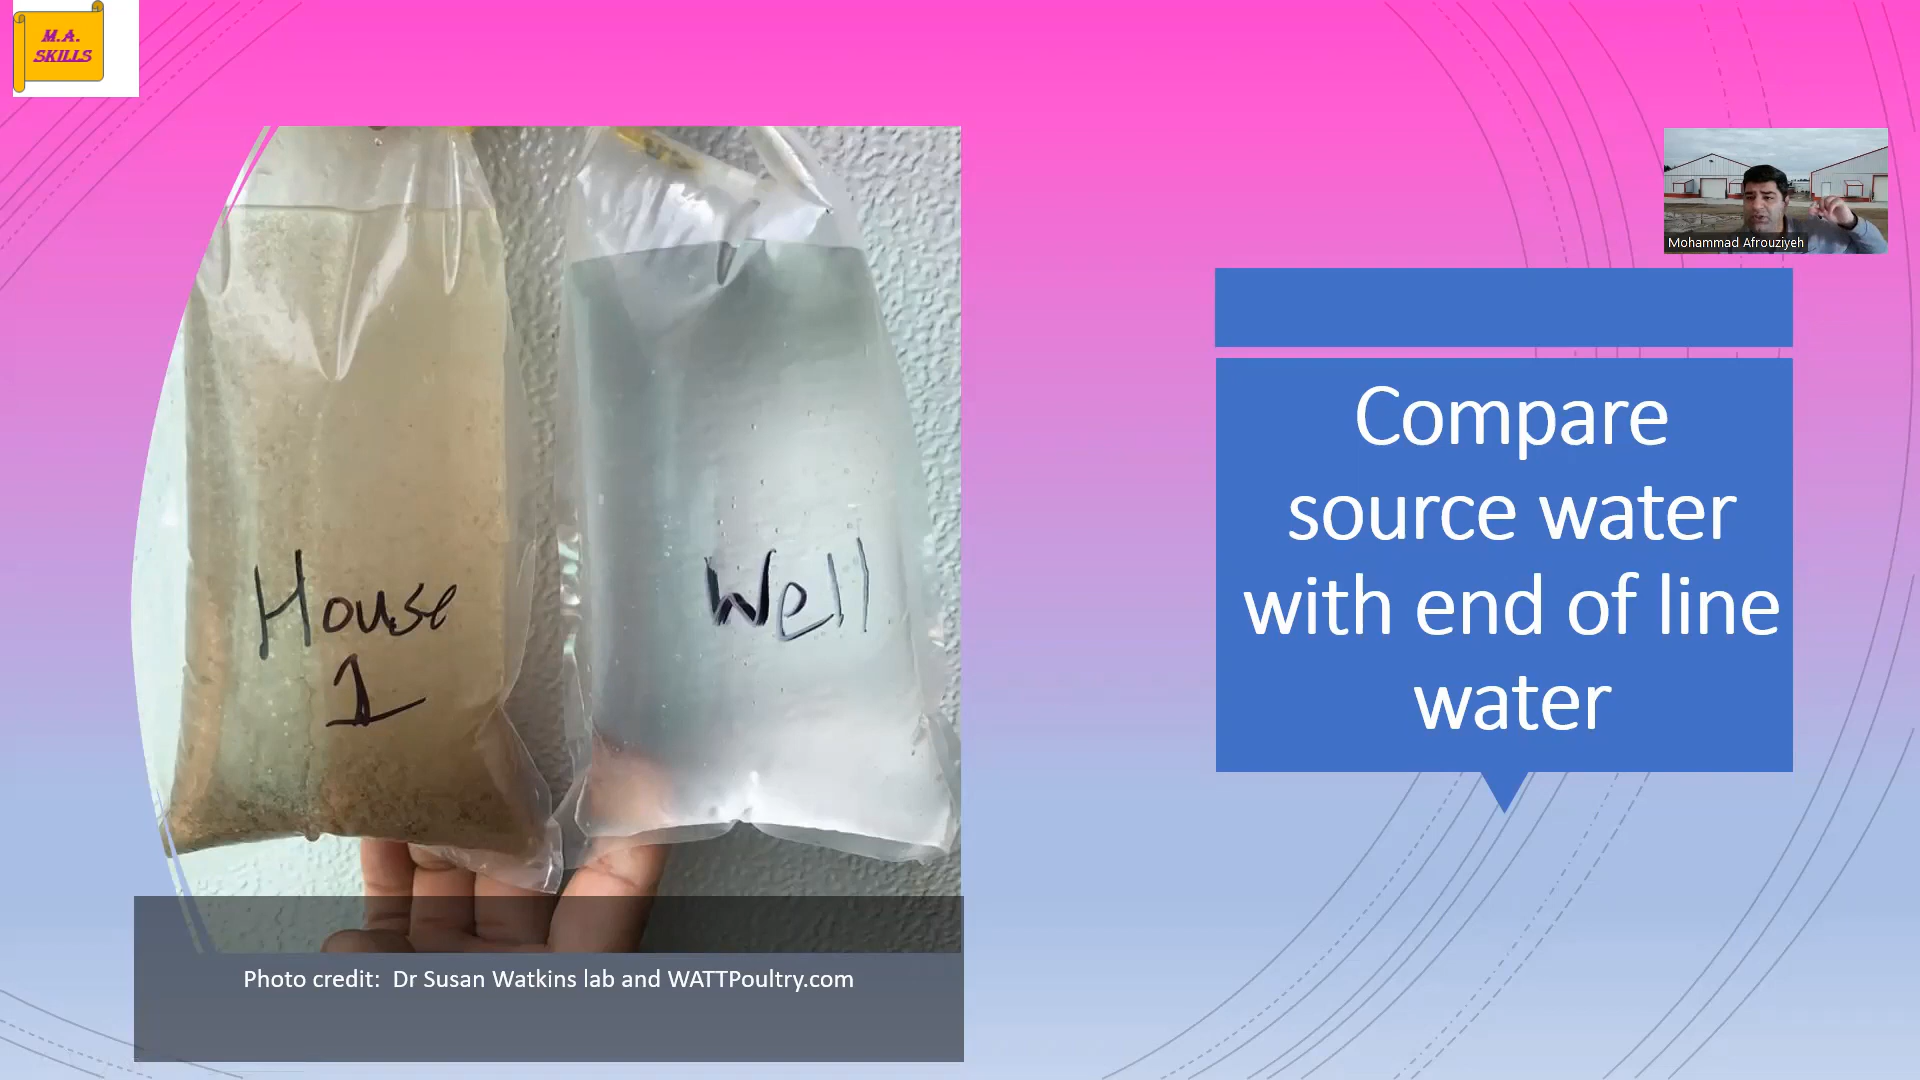 M.A.
SKILLS
House
1
Well
Mohammad Afrouziyeh
Compare
source water
with end of line
water
Photo credit: Dr Susan Watkins lab and WATTPoultry.com